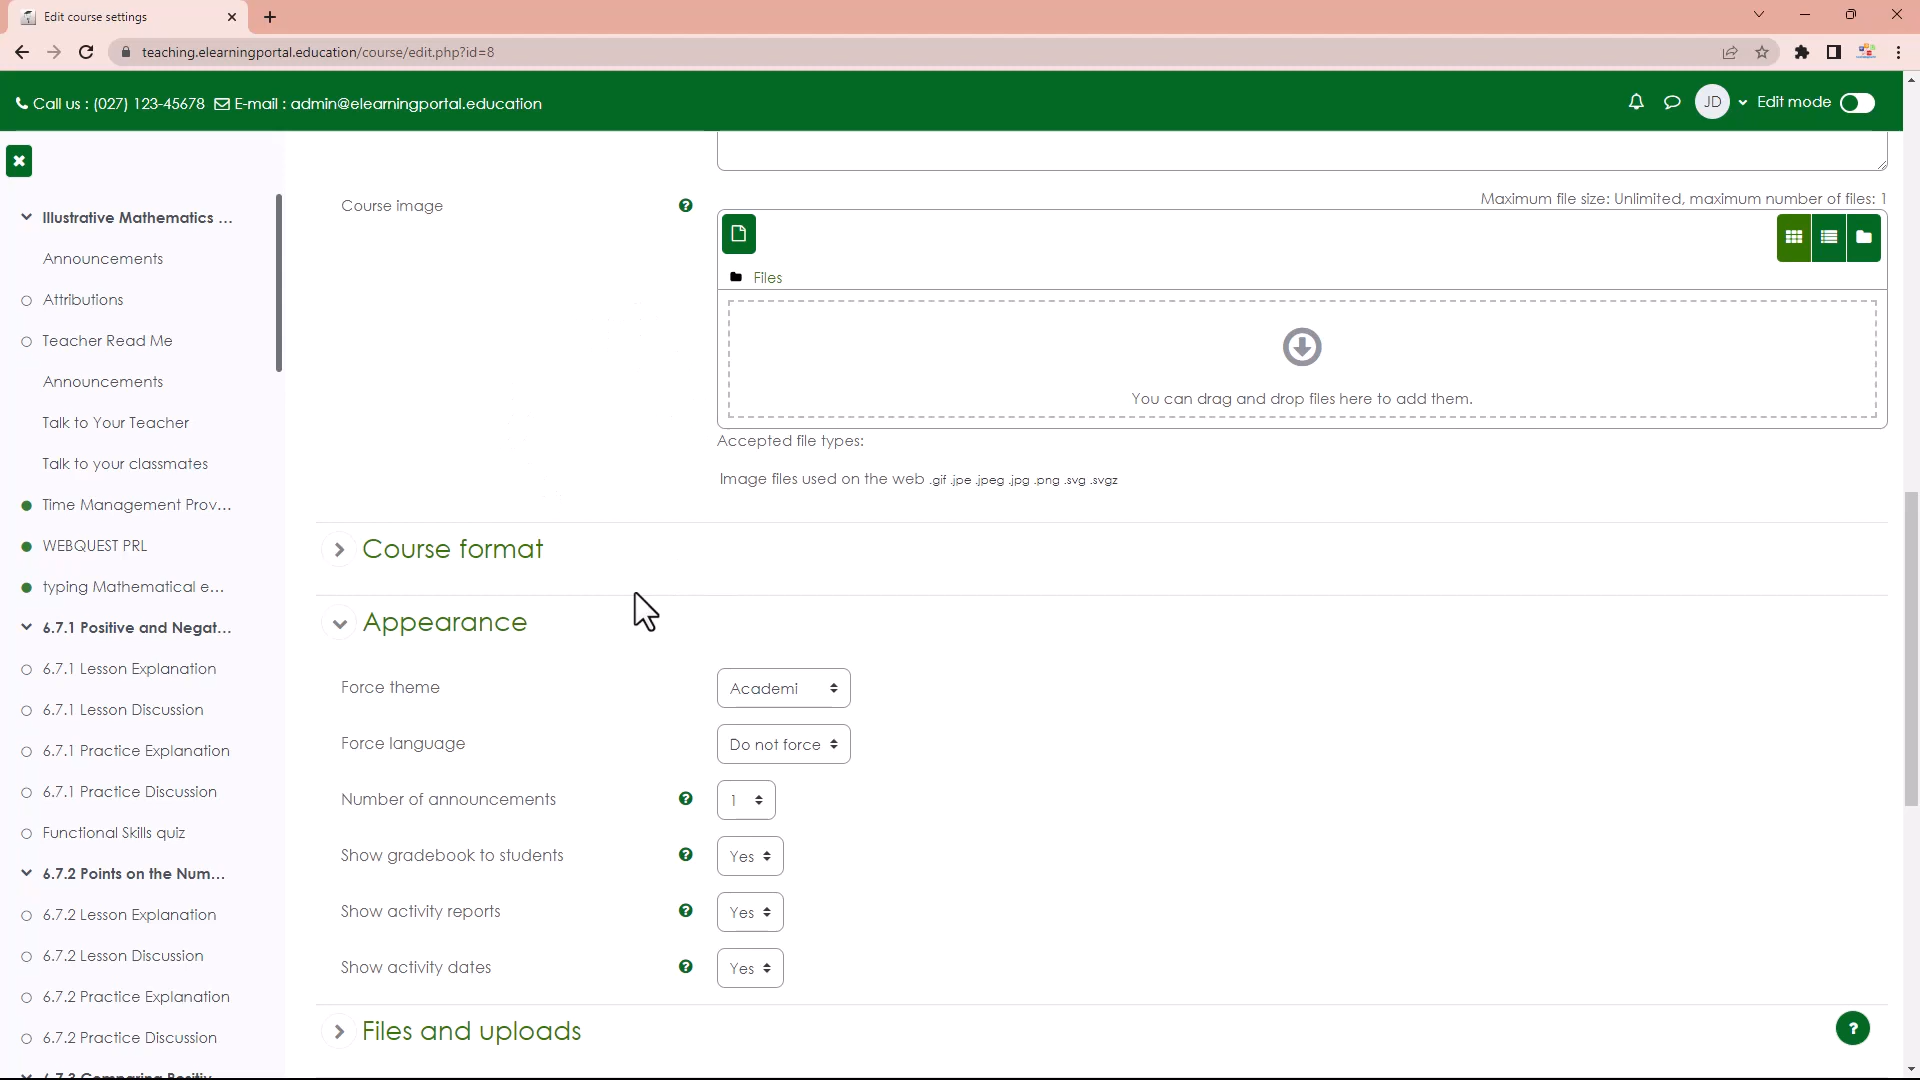 Edit course settings
teaching.elearningportal.education/course/edit.php?id=8
Call us : (027) 123-45678 E-mail : admin@elearningportal.education
JD Edit mode
Illustrative Mathematics ...
Announcements
Attributions
Teacher Read Me
Announcements
Talk to Your Teacher
Talk to your classmates
Time Management Prov...
WEBQUEST PRL
typing Mathematical e...
6.7.1 Positive and Negat...
6.7.1 Lesson Explanation
6.7.1 Lesson Discussion
6.7.1 Practice Explanation
6.7.1 Practice Discussion
Functional Skills quiz
6.7.2 Points on the Num...
6.7.2 Lesson Explanation
6.7.2 Lesson Discussion
6.7.2 Practice Explanation
6.7.2 Practice Discussion
Course image
Maximum file size: Unlimited, maximum number of files: 1
Files
You can drag and drop files here to add them.
Accepted file types:
Image files used on the web .gif .jpe .jpeg .jpg .png .svg .svgz
Course format
Appearance
Force theme Academi
Force language Do not force
Number of announcements 1
Show gradebook to students Yes
Show activity reports Yes
Show activity dates Yes
Files and uploads